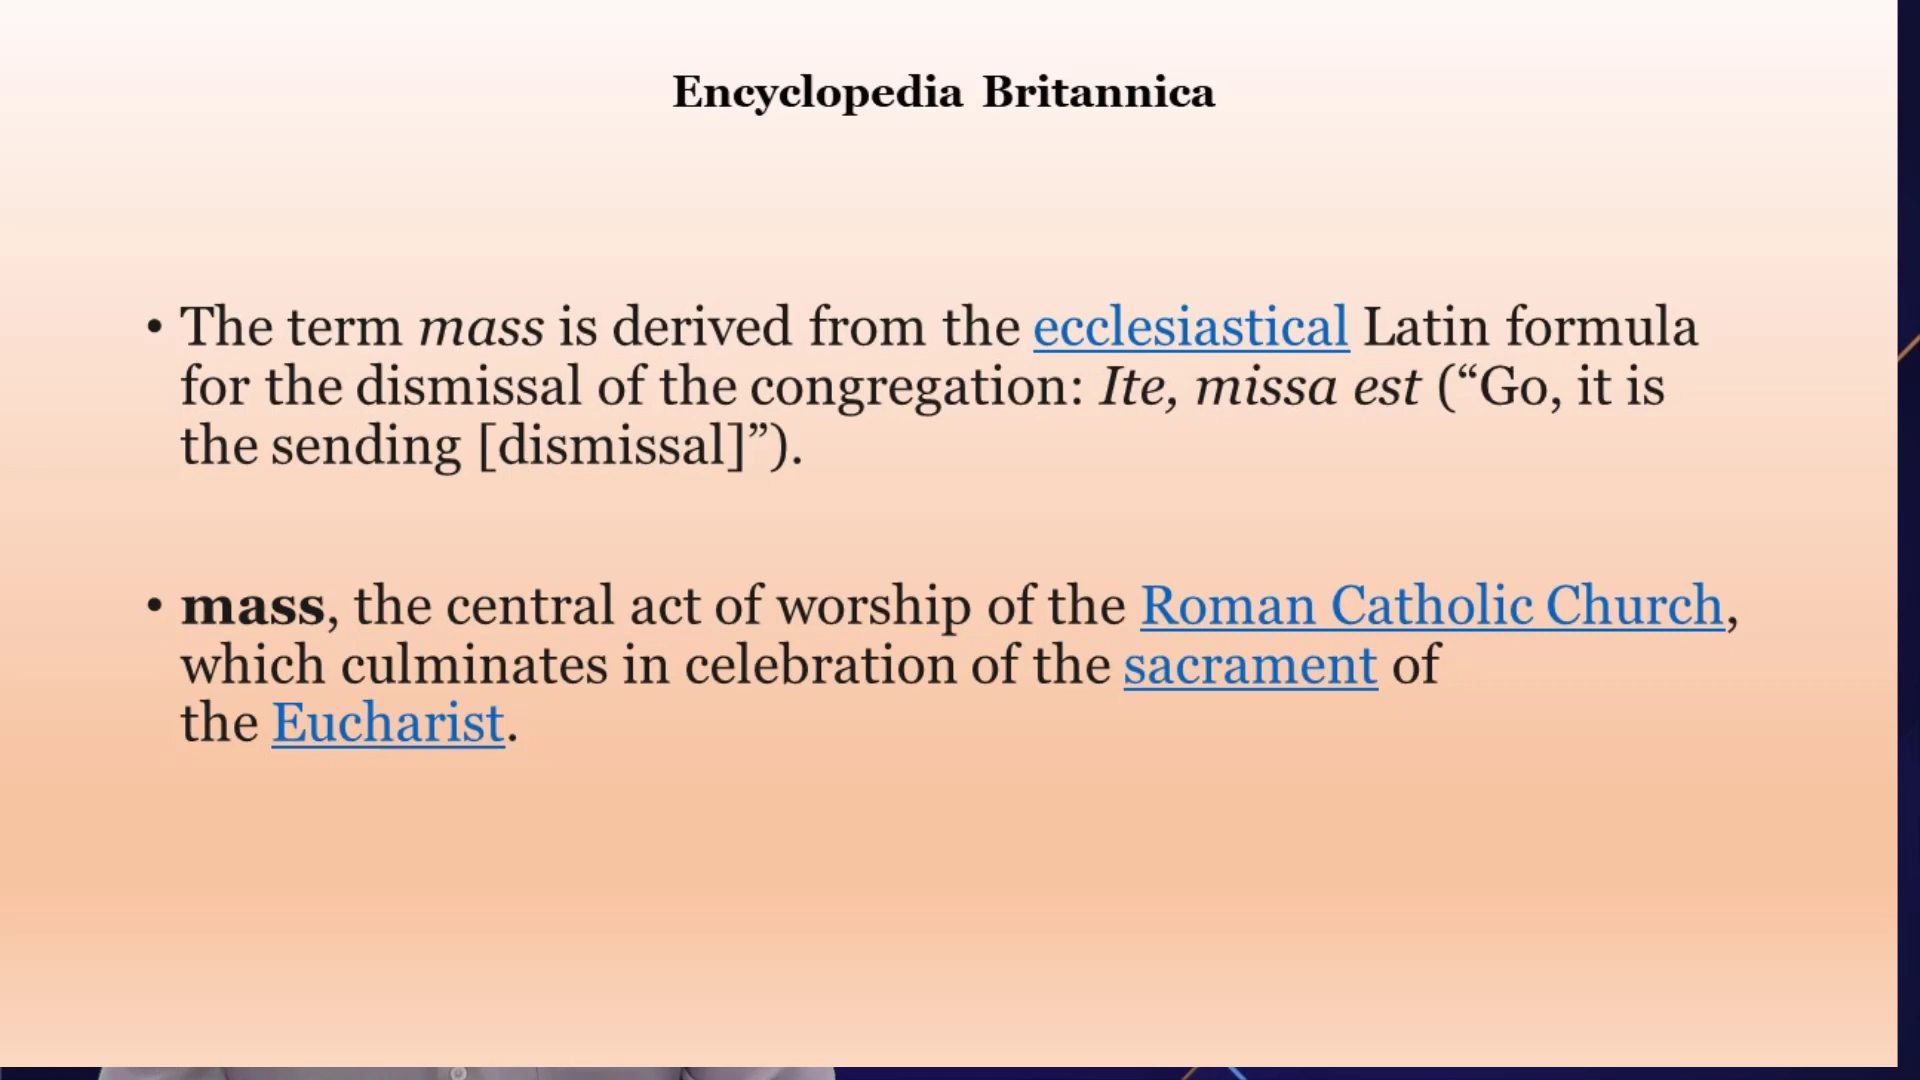 Encyclopedia Britannica
• The term mass is derived from the ecclesiastical Latin formula
for the dismissal of the congregation: Ite, missa est (“Go, it is
the sending [dismissal]”).
• mass, the central act of worship of the Roman Catholic Church,
which culminates in celebration of the sacrament of
the Eucharist.